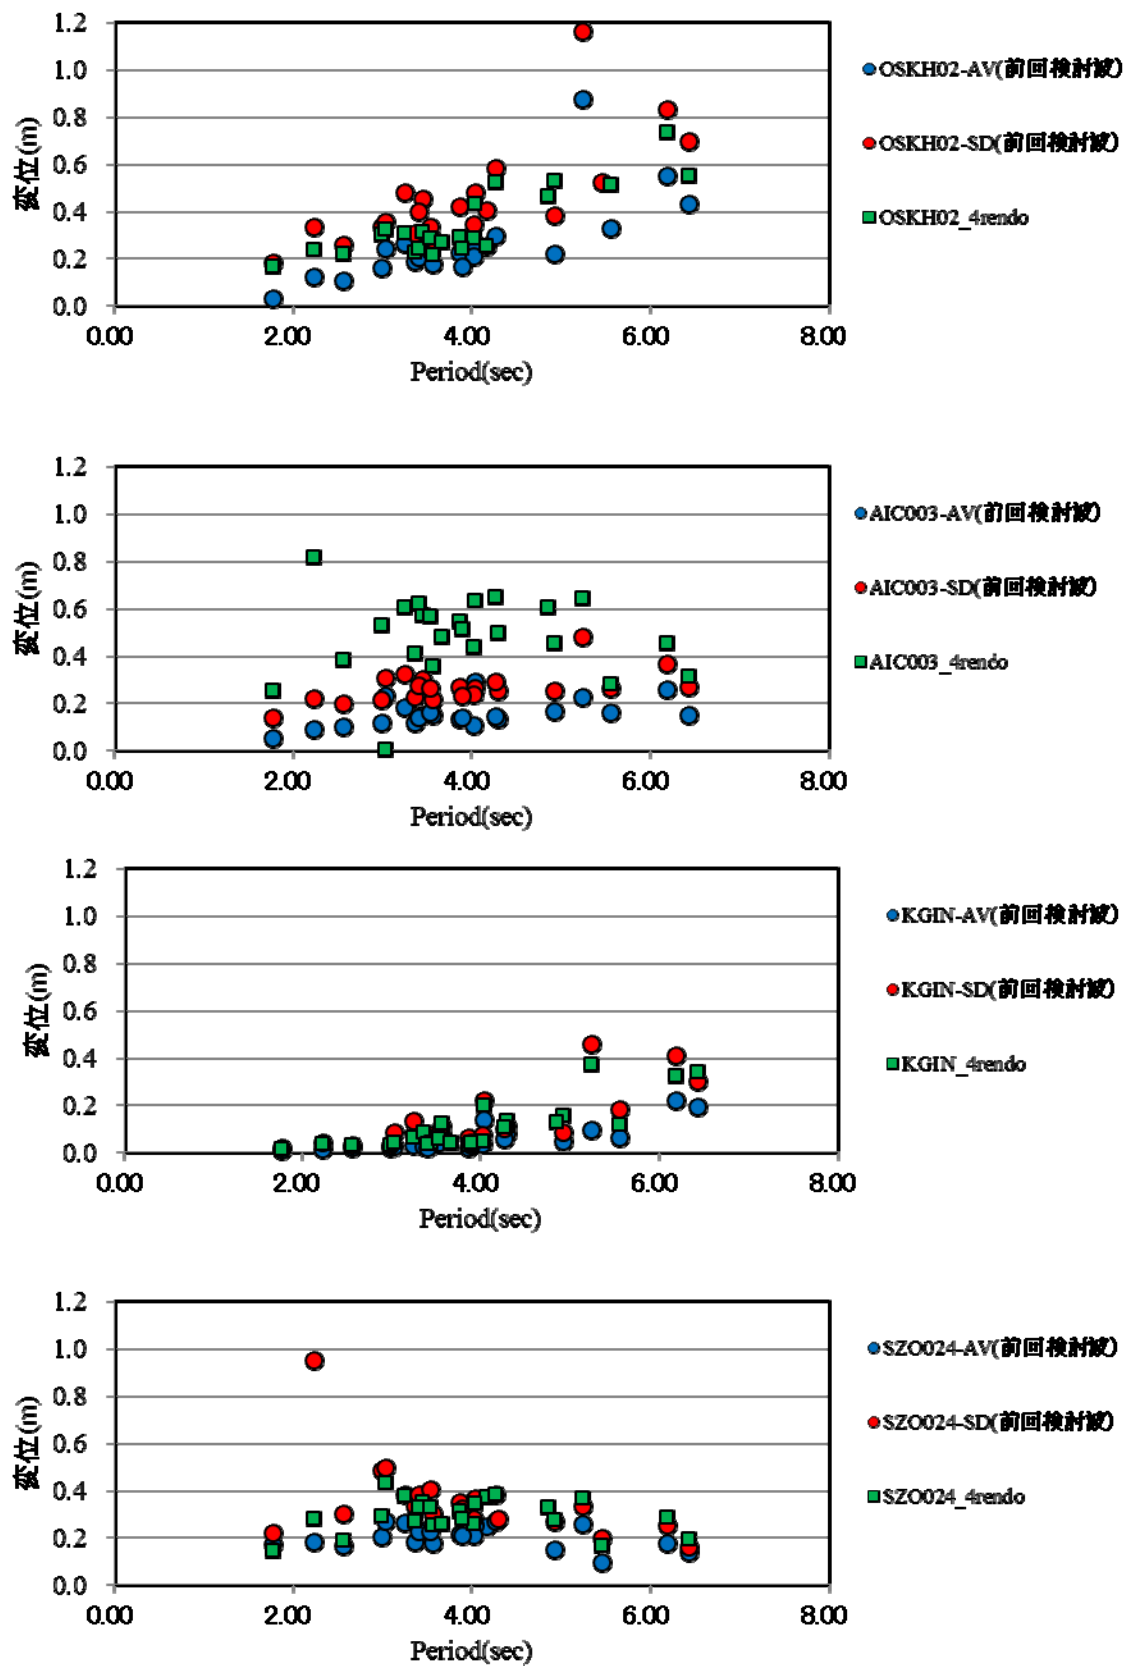 1.2
1.0
0.8
0.6
0.4
0.2
0.0
変位(m)
0.00 2.00 4.00 6.00 8.00
Period(sec)
OSKH02-AV(前回検討波)
OSKH02-SD(前回検討波)
OSKH02_4rendo
1.2
1.0
0.8
0.6
0.4
0.2
0.0
変位(m)
0.00 2.00 4.00 6.00 8.00
Period(sec)
AIC003-AV(前回検討波)
AIC003-SD(前回検討波)
AIC003_4rendo
1.2
1.0
0.8
0.6
0.4
0.2
0.0
変位(m)
0.00 2.00 4.00 6.00 8.00
Period(sec)
KGIN-AV(前回検討波)
KGIN-SD(前回検討波)
KGIN_4rendo
1.2
1.0
0.8
0.6
0.4
0.2
0.0
変位(m)
0.00 2.00 4.00 6.00 8.00
Period(sec)
SZO024-AV(前回検討波)
SZO024-SD(前回検討波)
SZO024_4rendo